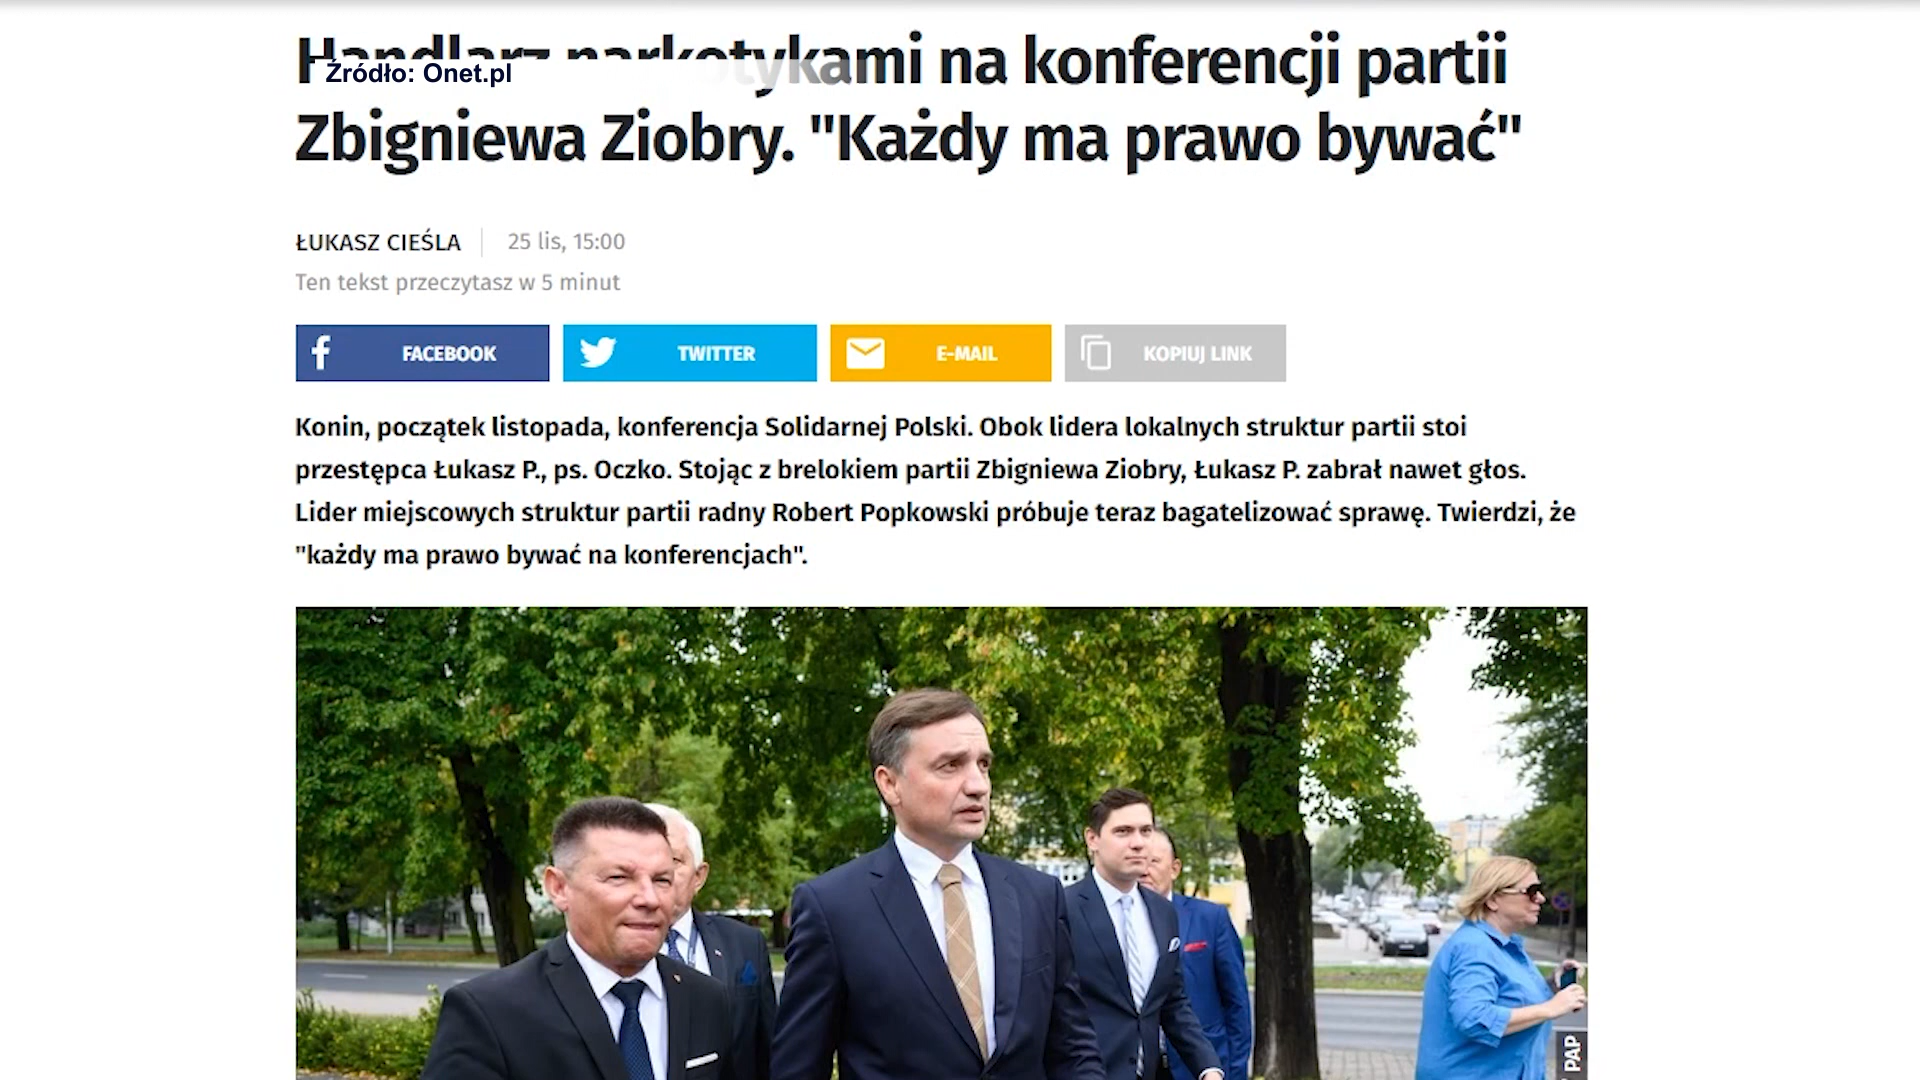 Handlarz narkotykami na konferencji partii
Źródło: Onet.pl
Zbigniewa Ziobry. "Każdy ma prawo bywać"
ŁUKASZ CIEŚLA
25 lis, 15:00
Ten tekst przeczytasz w 5 minut
FACEBOOK
TWITTER
E-MAIL
KOPIUJ LINK
Konin, początek listopada, konferencja Solidarnej Polski. Obok lidera lokalnych struktur partii stoi
przestępca Łukasz P., ps. Oczko. Stojąc z brelokiem partii Zbigniewa Ziobry, Łukasz P. zabrał nawet głos.
Lider miejscowych struktur partii radny Robert Popkowski próbuje teraz bagatelizować sprawę. Twierdzi, że
"każdy ma prawo bywać na konferencjach".
PAP